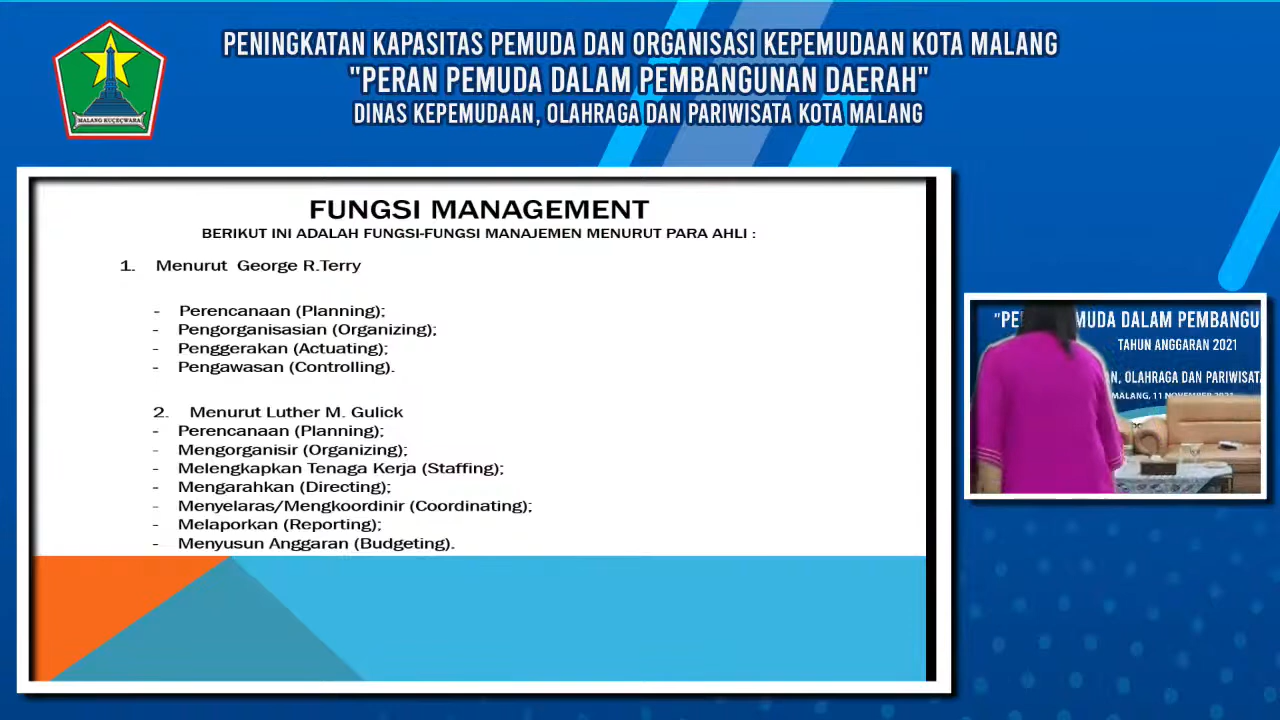 PENINGKATAN KAPASITAS PEMUDA DAN ORGANISASI KEPEMUDAAN KOTA MALANG
"PERAN PEMUDA DALAM PEMBANGUNAN DAERAH"
DINAS KEPEMUDAAN, OLAHRAGA DAN PARIWISATA KOTA MALANG
MALANG KUÇEÇWARA
FUNGSI MANAGEMENT
BERIKUT INI ADALAH FUNGSI-FUNGSI MANAJEMEN MENURUT PARA AHLI :
1. Menurut George R.Terry
- Perencanaan (Planning);
- Pengorganisasian (Organizing);
- Penggerakan (Actuating);
- Pengawasan (Controlling).
2. Menurut Luther M. Gulick
- Perencanaan (Planning);
- Mengorganisir (Organizing);
- Melengkapkan Tenaga Kerja (Staffing);
- Mengarahkan (Directing);
- Menyelaras/Mengkoordinir (Coordinating);
- Melaporkan (Reporting);
- Menyusun Anggaran (Budgeting).
"PE MUDA DALAM PEMBANGU
TAHUN ANGGARAN 2021
N, OLAHRAGA DAN PARIWISATA
MALANG, 11 NOVEMBER 2021